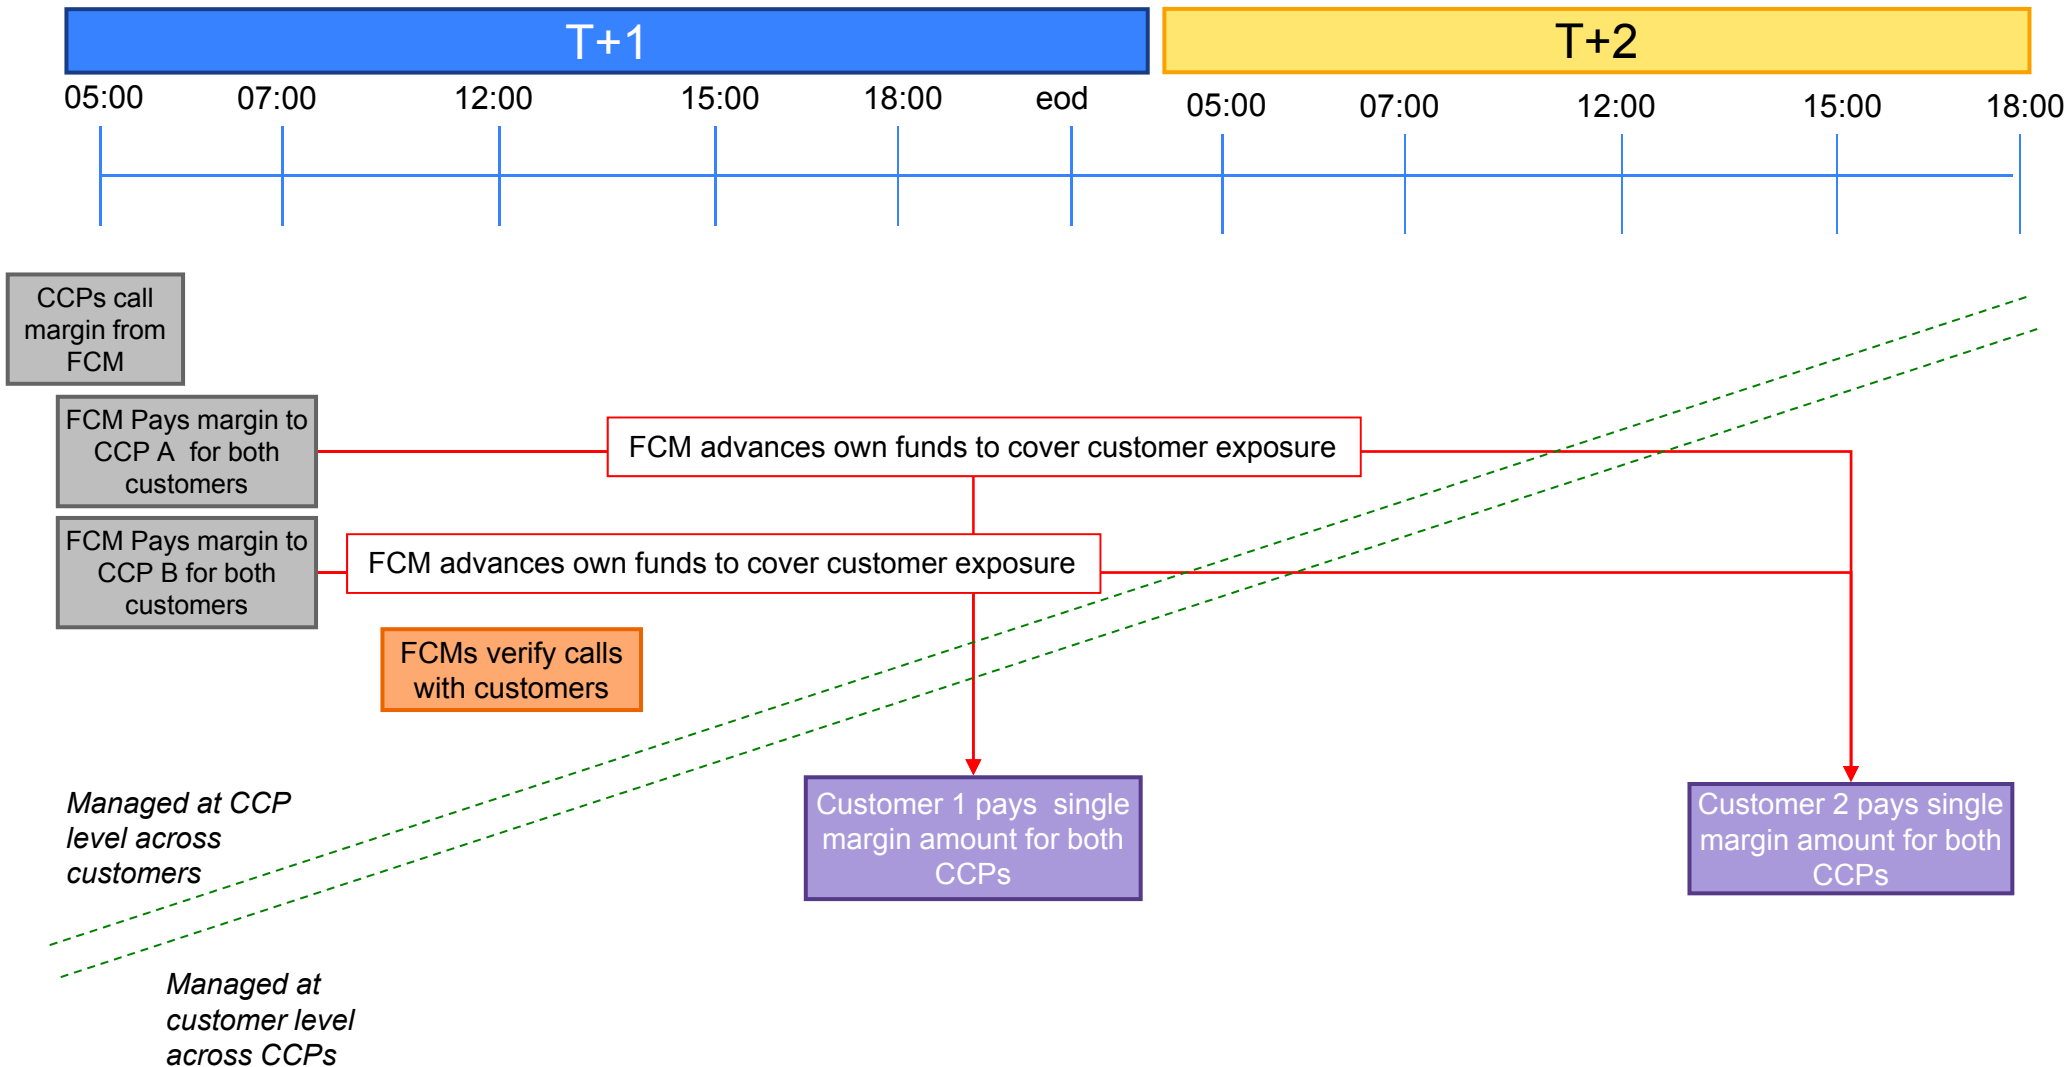 T+1
T+2
05:00 07:00 12:00 15:00 18:00 eod 05:00 07:00 12:00 15:00 18:00
CCPs call
margin from
FCM
FCM Pays margin to
CCP A for both
customers
FCM advances own funds to cover customer exposure
FCM Pays margin to
CCP B for both
customers
FCM advances own funds to cover customer exposure
FCMs verify calls
with customers
Managed at CCP
level across
customers
Customer 1 pays single
margin amount for both
CCPs
Customer 2 pays single
margin amount for both
CCPs
Managed at
customer level
across CCPs